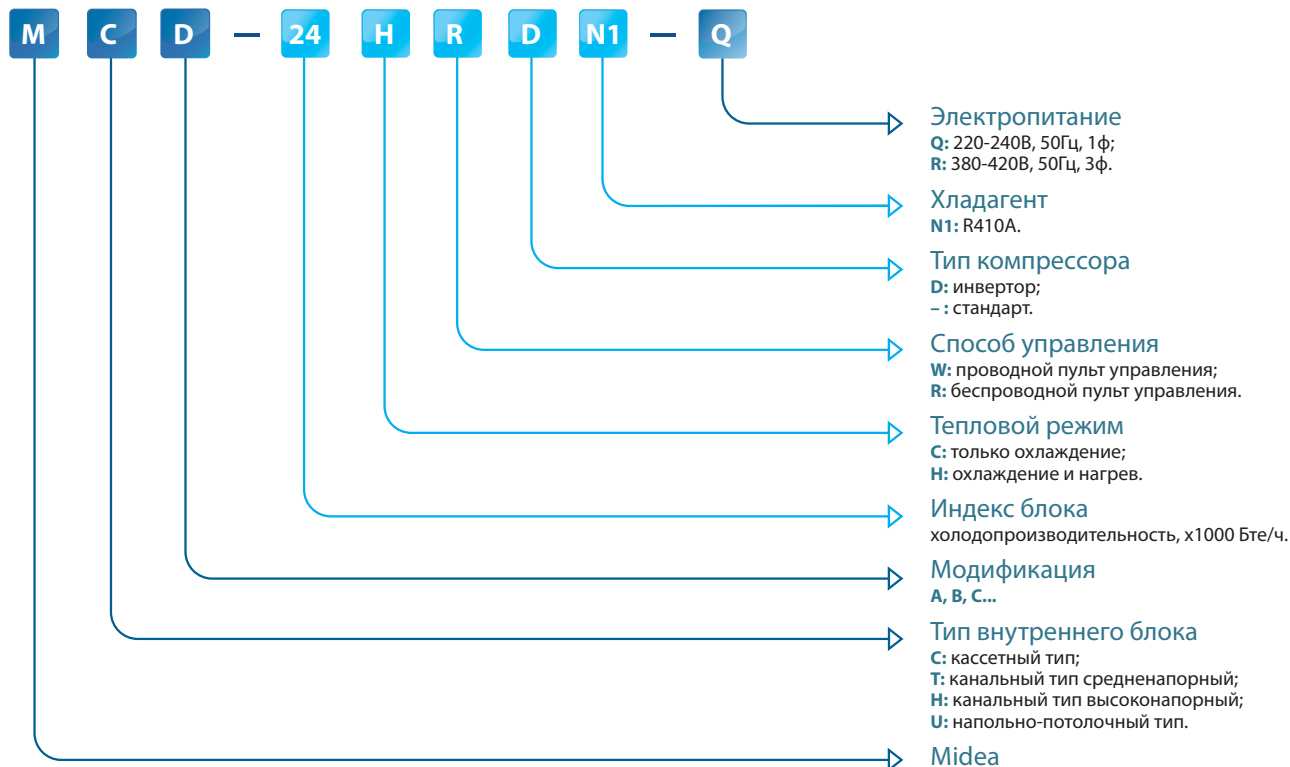 M C D – 24 H R D N1 – Q
Электропитание
Q: 220-240В, 50Гц, 1ф;
R: 380-420В, 50Гц, 3ф.
Хладагент
N1: R410A.
Тип компрессора
D: инвертор;
– : стандарт.
Способ управления
W: проводной пульт управления;
R: беспроводной пульт управления.
Тепловой режим
C: только охлаждение;
H: охлаждение и нагрев.
Индекс блока
холодопроизводительность, х1000 Бте/ч.
Модификация
A, B, C...
Тип внутреннего блока
C: кассетный тип;
T: канальный тип средненапорный;
H: канальный тип высоконапорный;
U: напольно-потолочный тип.
Midea